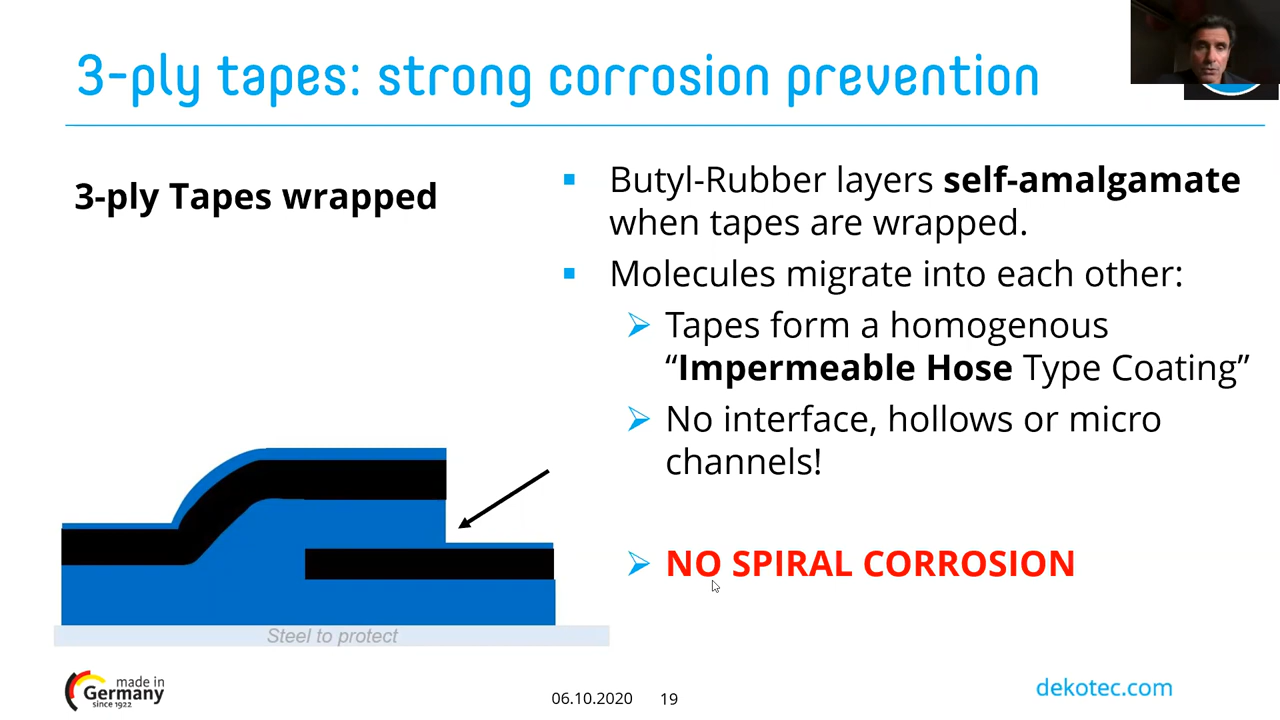 3-ply tapes: strong corrosion prevention
3-ply Tapes wrapped
Butyl-Rubber layers self-amalgamate
when tapes are wrapped.
Molecules migrate into each other:
Tapes form a homogenous
“Impermeable Hose Type Coating”
No interface, hollows or micro
channels!
NO SPIRAL CORROSION
Steel to protect
made in
Germany
since 1922
06.10.2020
19
dekotec.com